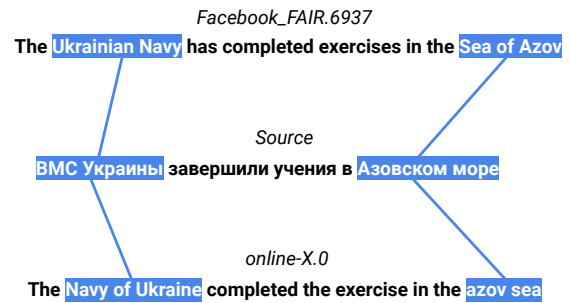 Facebook_FAIR.6937
The Ukrainian Navy has completed exercises in the Sea of Azov
Source
ВМС Украины завершили учения в Азовском море
online-X.0
The Navy of Ukraine completed the exercise in the azov sea